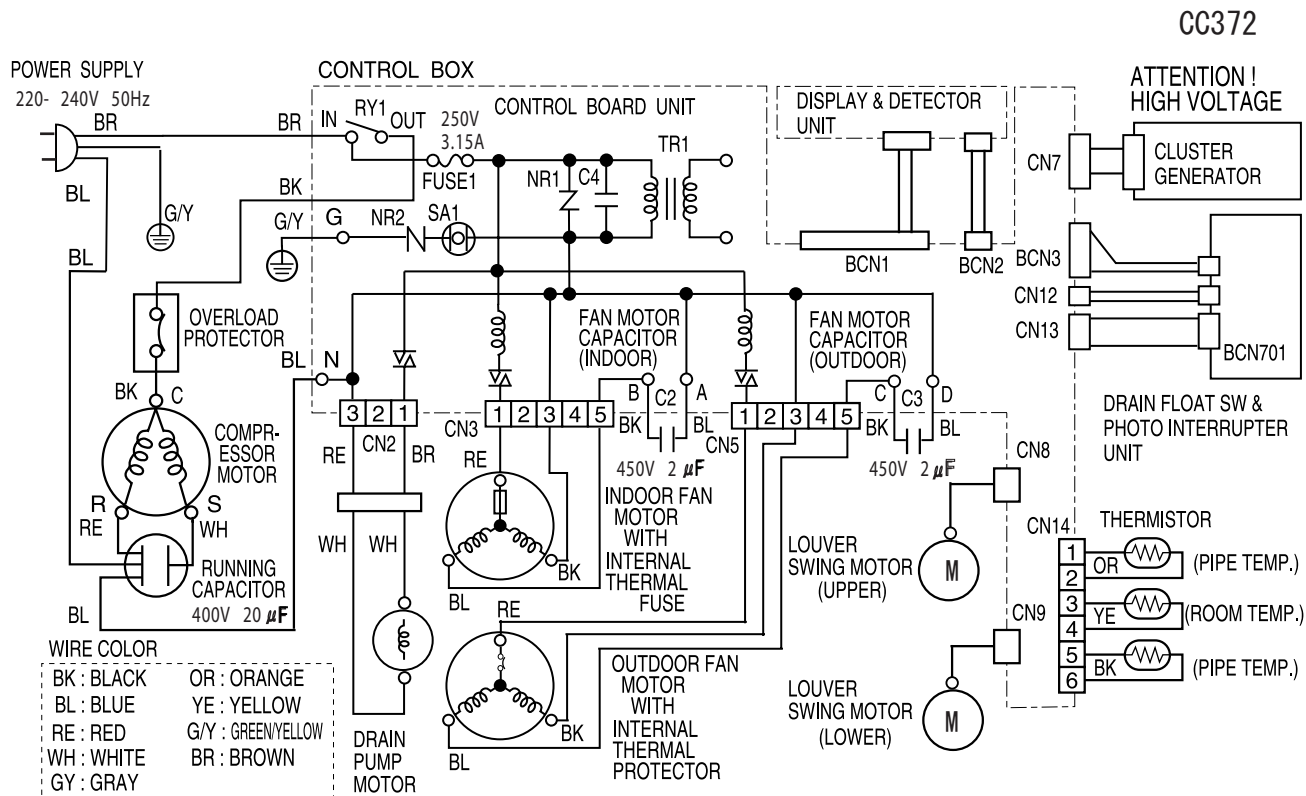 CC372
POWER SUPPLY
220- 240V 50Hz
BR
BL
G/Y
BL
CONTROL BOX
BR
IN
RY1
OUT
250V
3.15A
FUSE1
CONTROL BOARD UNIT
BK
G/Y
G
NR2
SA1
NR1
C4
TR1
DISPLAY & DETECTOR
UNIT
BCN1
BCN2
ATTENTION !
HIGH VOLTAGE
CN7
CLUSTER
GENERATOR
BCN3
CN12
CN13
BCN701
DRAIN FLOAT SW &
PHOTO INTERRUPTER
UNIT
OVERLOAD
PROTECTOR
BK
C
COMPR-
ESSOR
MOTOR
R
S
RE
WH
RUNNING
CAPACITOR
400V 20 µF
BL
BL
N
3 2 1
CN2
RE
BR
WH
WH
DRAIN
PUMP
MOTOR
FAN MOTOR
CAPACITOR
(INDOOR)
1 2 3 4 5
CN3
B
C2
A
BK
BL
450V 2 µF
RE
BL
BK
INDOOR FAN
MOTOR
WITH
INTERNAL
THERMAL
FUSE
FAN MOTOR
CAPACITOR
(OUTDOOR)
1 2 3 4 5
CN5
C
C3
D
BK
BL
450V 2 µF
RE
BL
BK
OUTDOOR FAN
MOTOR
WITH
INTERNAL
THERMAL
PROTECTOR
CN8
LOUVER
SWING MOTOR
(UPPER)
M
CN9
LOUVER
SWING MOTOR
(LOWER)
M
CN14
THERMISTOR
1
OR
(PIPE TEMP.)
2
3
YE
(ROOM TEMP.)
4
5
BK
(PIPE TEMP.)
6
WIRE COLOR
BK : BLACK OR : ORANGE
BL : BLUE YE : YELLOW
RE : RED G/Y : GREEN/YELLOW
WH : WHITE BR : BROWN
GY : GRAY